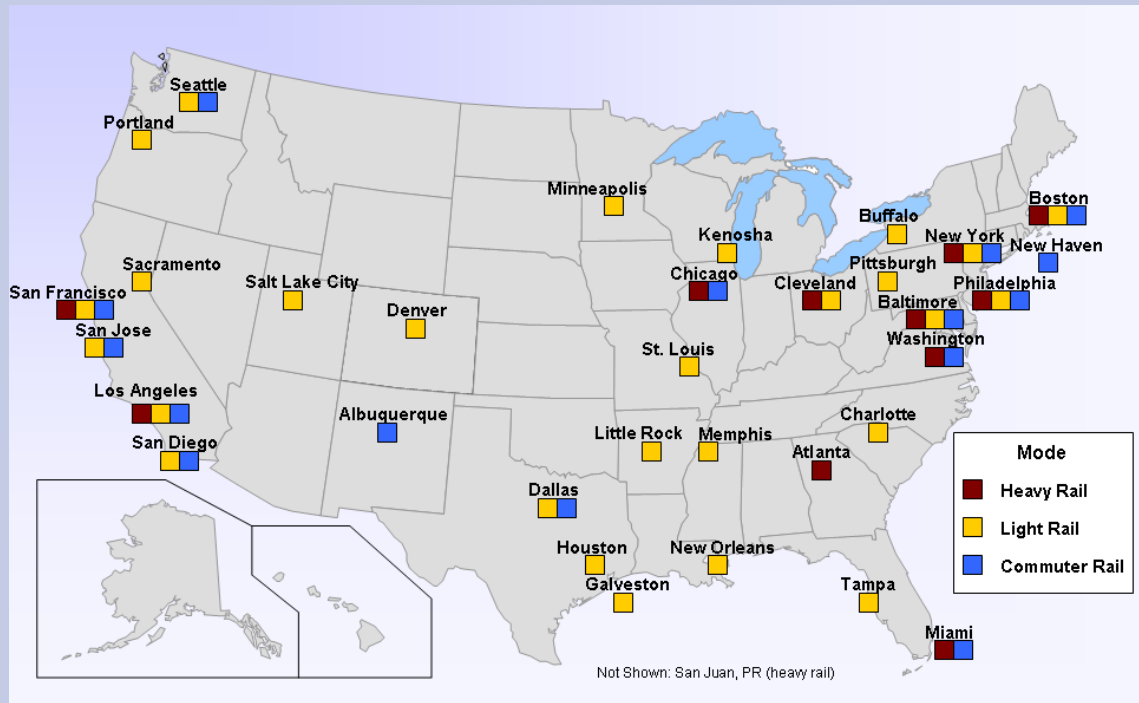 Seattle
Portland
Minneapolis
Boston
Buffalo
New York
Kenosha
New Haven
Sacramento
Pittsburgh
Chicago
Salt Lake City
Cleveland
Philadelphia
San Francisco
Denver
Baltimore
San Jose
Washington
St. Louis
Los Angeles
Albuquerque
Charlotte
Little Rock
Memphis
San Diego
Atlanta
Mode
Heavy Rail
Dallas
Light Rail
Houston
New Orleans
Commuter Rail
Galveston
Tampa
Miami
Not Shown: San Juan, PR (heavy rail)